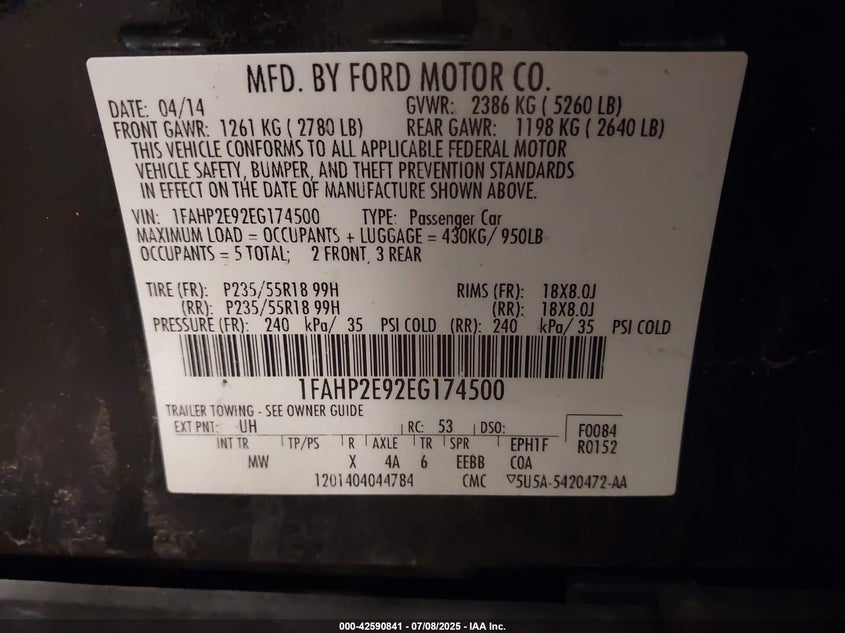 MFD. BY FORD MOTOR CO.
DATE: 04/14 GVWR: 2386 KG ( 5260 LB)
FRONT GAWR: 1261 KG ( 2780 LB) REAR GAWR: 1198 KG ( 2640 LB)
THIS VEHICLE CONFORMS TO ALL APPLICABLE FEDERAL MOTOR
VEHICLE SAFETY, BUMPER, AND THEFT PREVENTION STANDARDS
IN EFFECT ON THE DATE OF MANUFACTURE SHOWN ABOVE.
VIN: 1FAHP2E92EG174500 TYPE: Passenger Car
MAXIMUM LOAD = OCCUPANTS + LUGGAGE = 430KG/ 950LB
OCCUPANTS = 5 TOTAL; 2 FRONT, 3 REAR
TIRE (FR): P235/55R18 99H RIMS (FR): 18X8.0J
(RR): P235/55R18 99H (RR): 18X8.0J
PRESSURE (FR): 240 kPa/ 35 PSI COLD (RR): 240 kPa/ 35 PSI COLD
1FAHP2E92EG174500
TRAILER TOWING - SEE OWNER GUIDE
EXT PNT: UH RC: 53 DSO: F0084
INT TR TP/PS R AXLE TR SPR EPH1F R0152
MW X 4A 6 EEBB COA
1201404044784 CMC ▽5U5A-5420472-AA
000-42590841 / 07/08/2025 - IAA Inc.